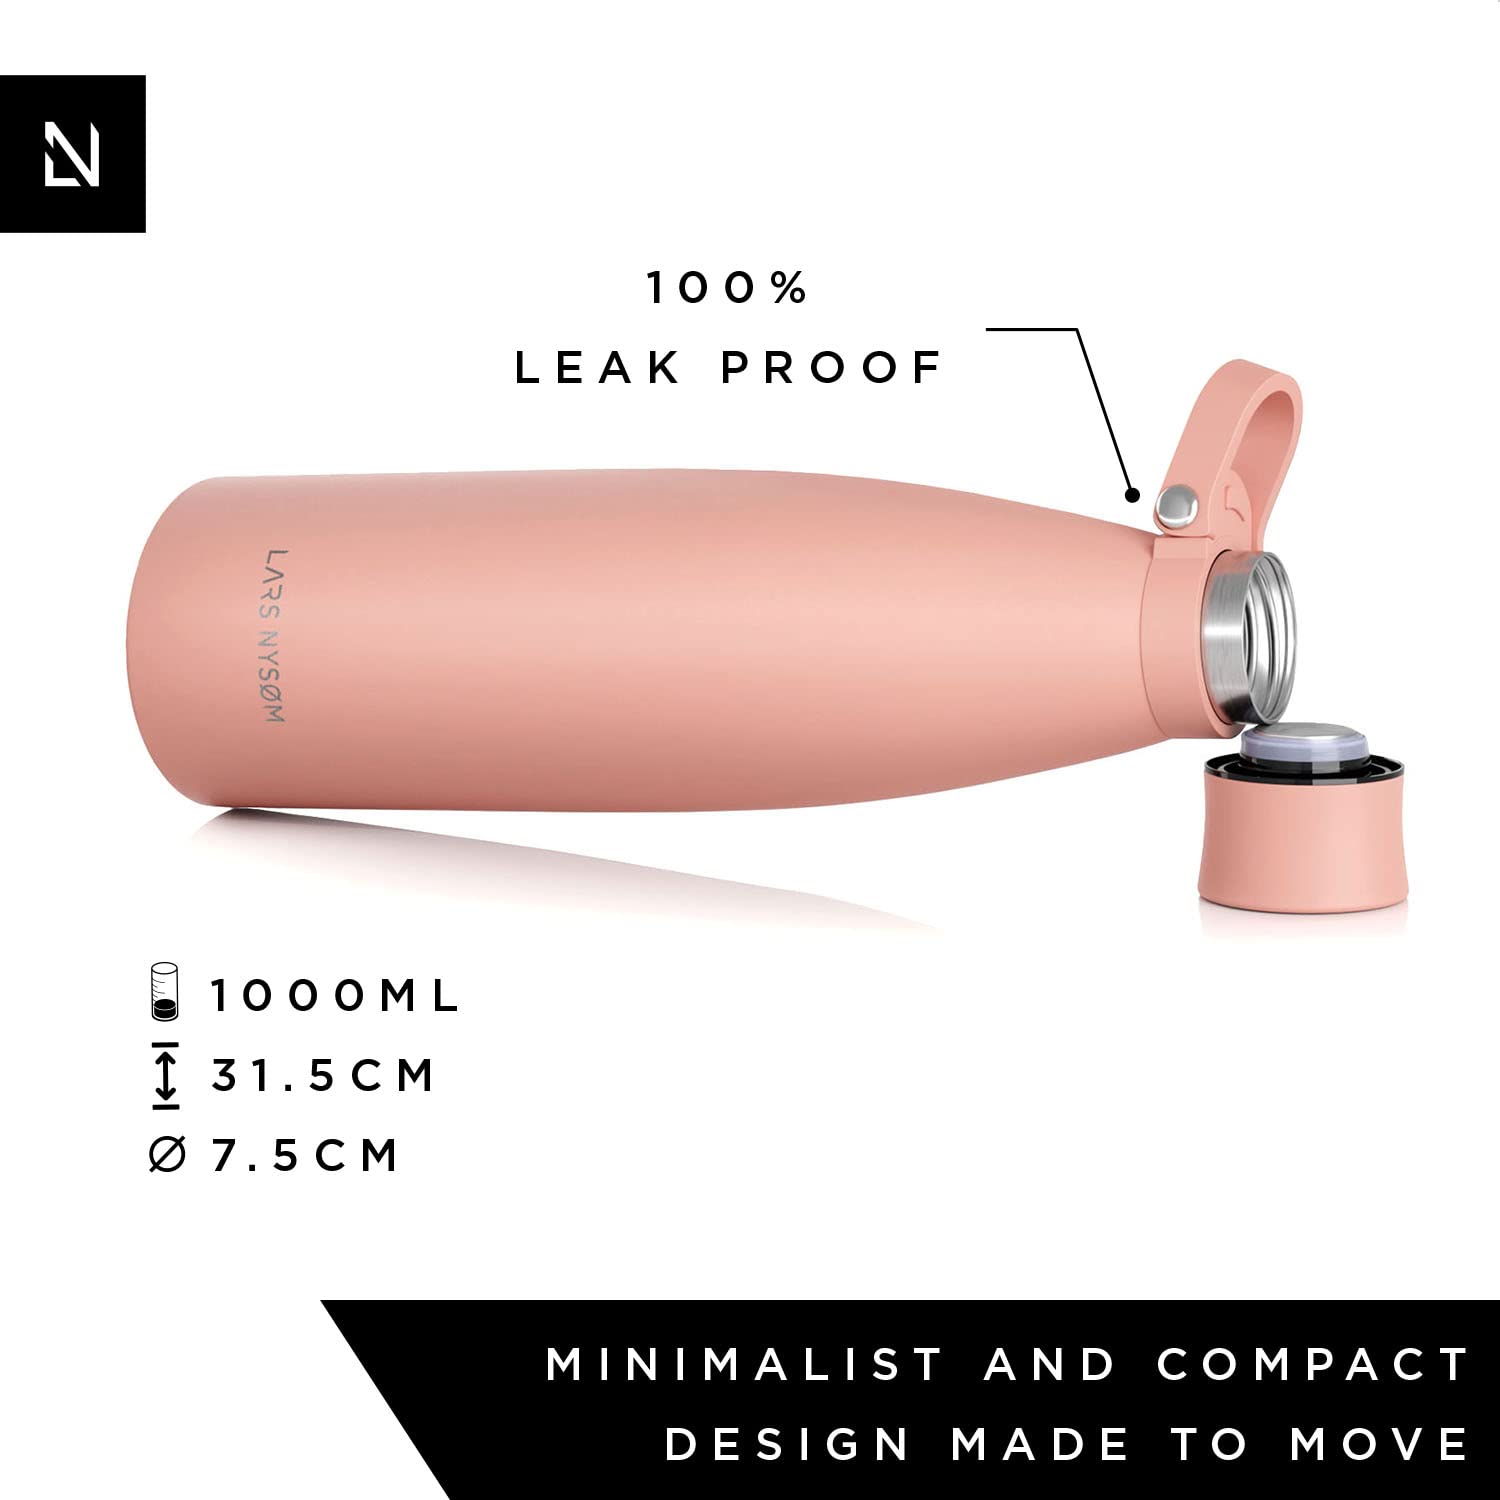 100%
LEAK PROOF
LARS NYSØM
1000ML
31.5CM
Ø 7.5CM
MINIMALIST AND COMPACT
DESIGN MADE TO MOVE